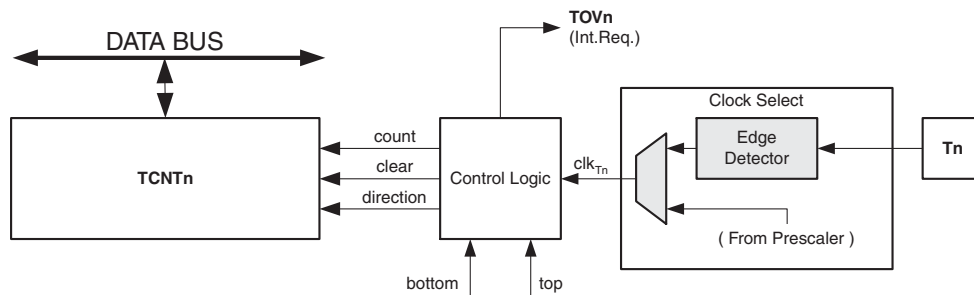 TOVn
(Int.Req.)
DATA BUS
Clock Select
count
Edge
Detector
Tn
TCNTn
clear
Control Logic
clkTn
direction
( From Prescaler )
bottom
top